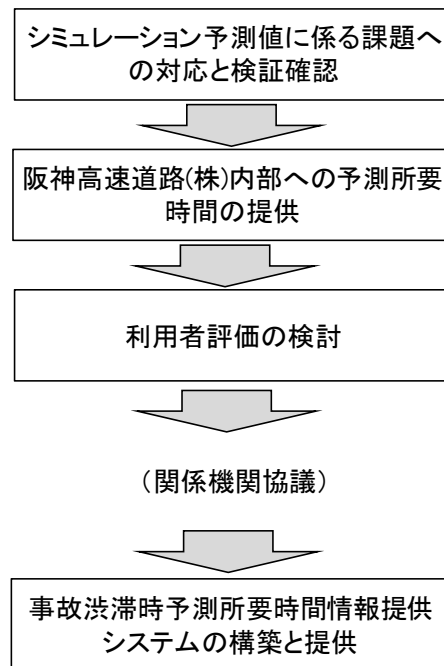 シミュレーション予測値に係る課題へ
の対応と検証確認
阪神高速道路(株)内部への予測所要
時間の提供
利用者評価の検討
（関係機関協議）
事故渋滞時予測所要時間情報提供
システムの構築と提供